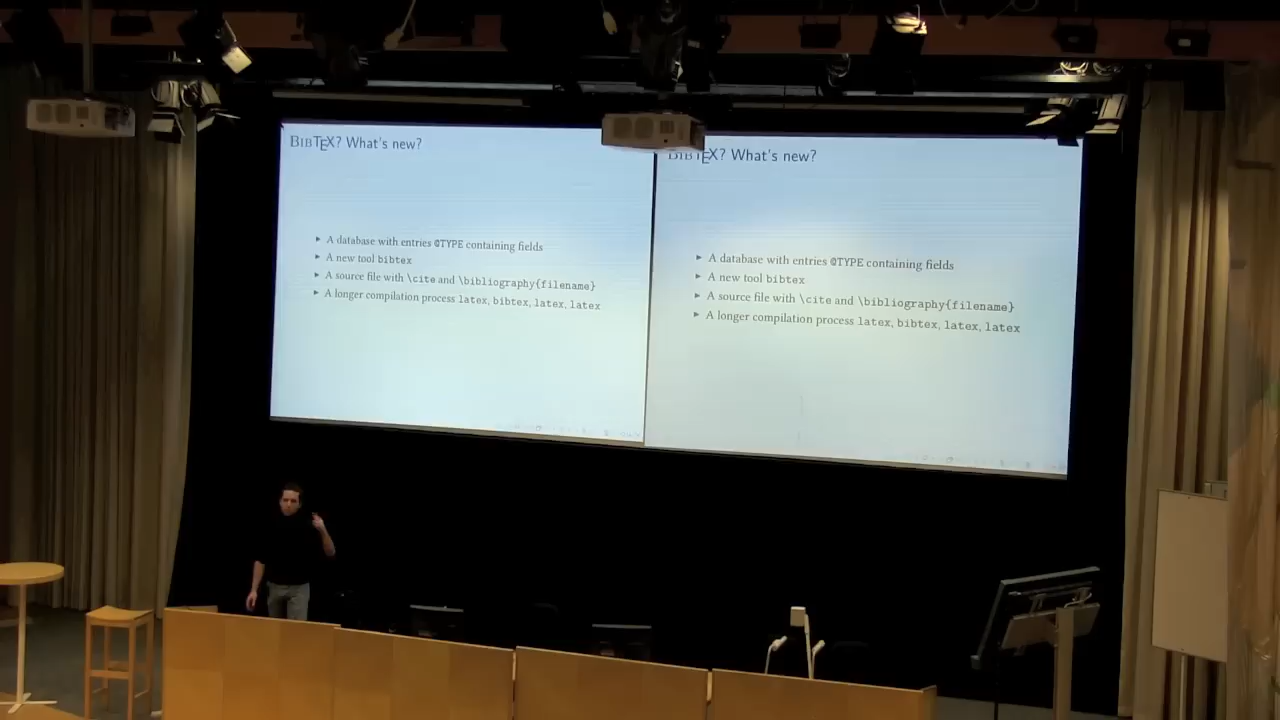 BIBTEX? What's new?
▸ A database with entries @TYPE containing fields
▸ A new tool bibtex
▸ A source file with \cite and \bibliography{filename}
▸ A longer compilation process latex, bibtex, latex, latex
BIBTEX? What's new?
▸ A database with entries @TYPE containing fields
▸ A new tool bibtex
▸ A source file with \cite and \bibliography{filename}
▸ A longer compilation process latex, bibtex, latex, latex